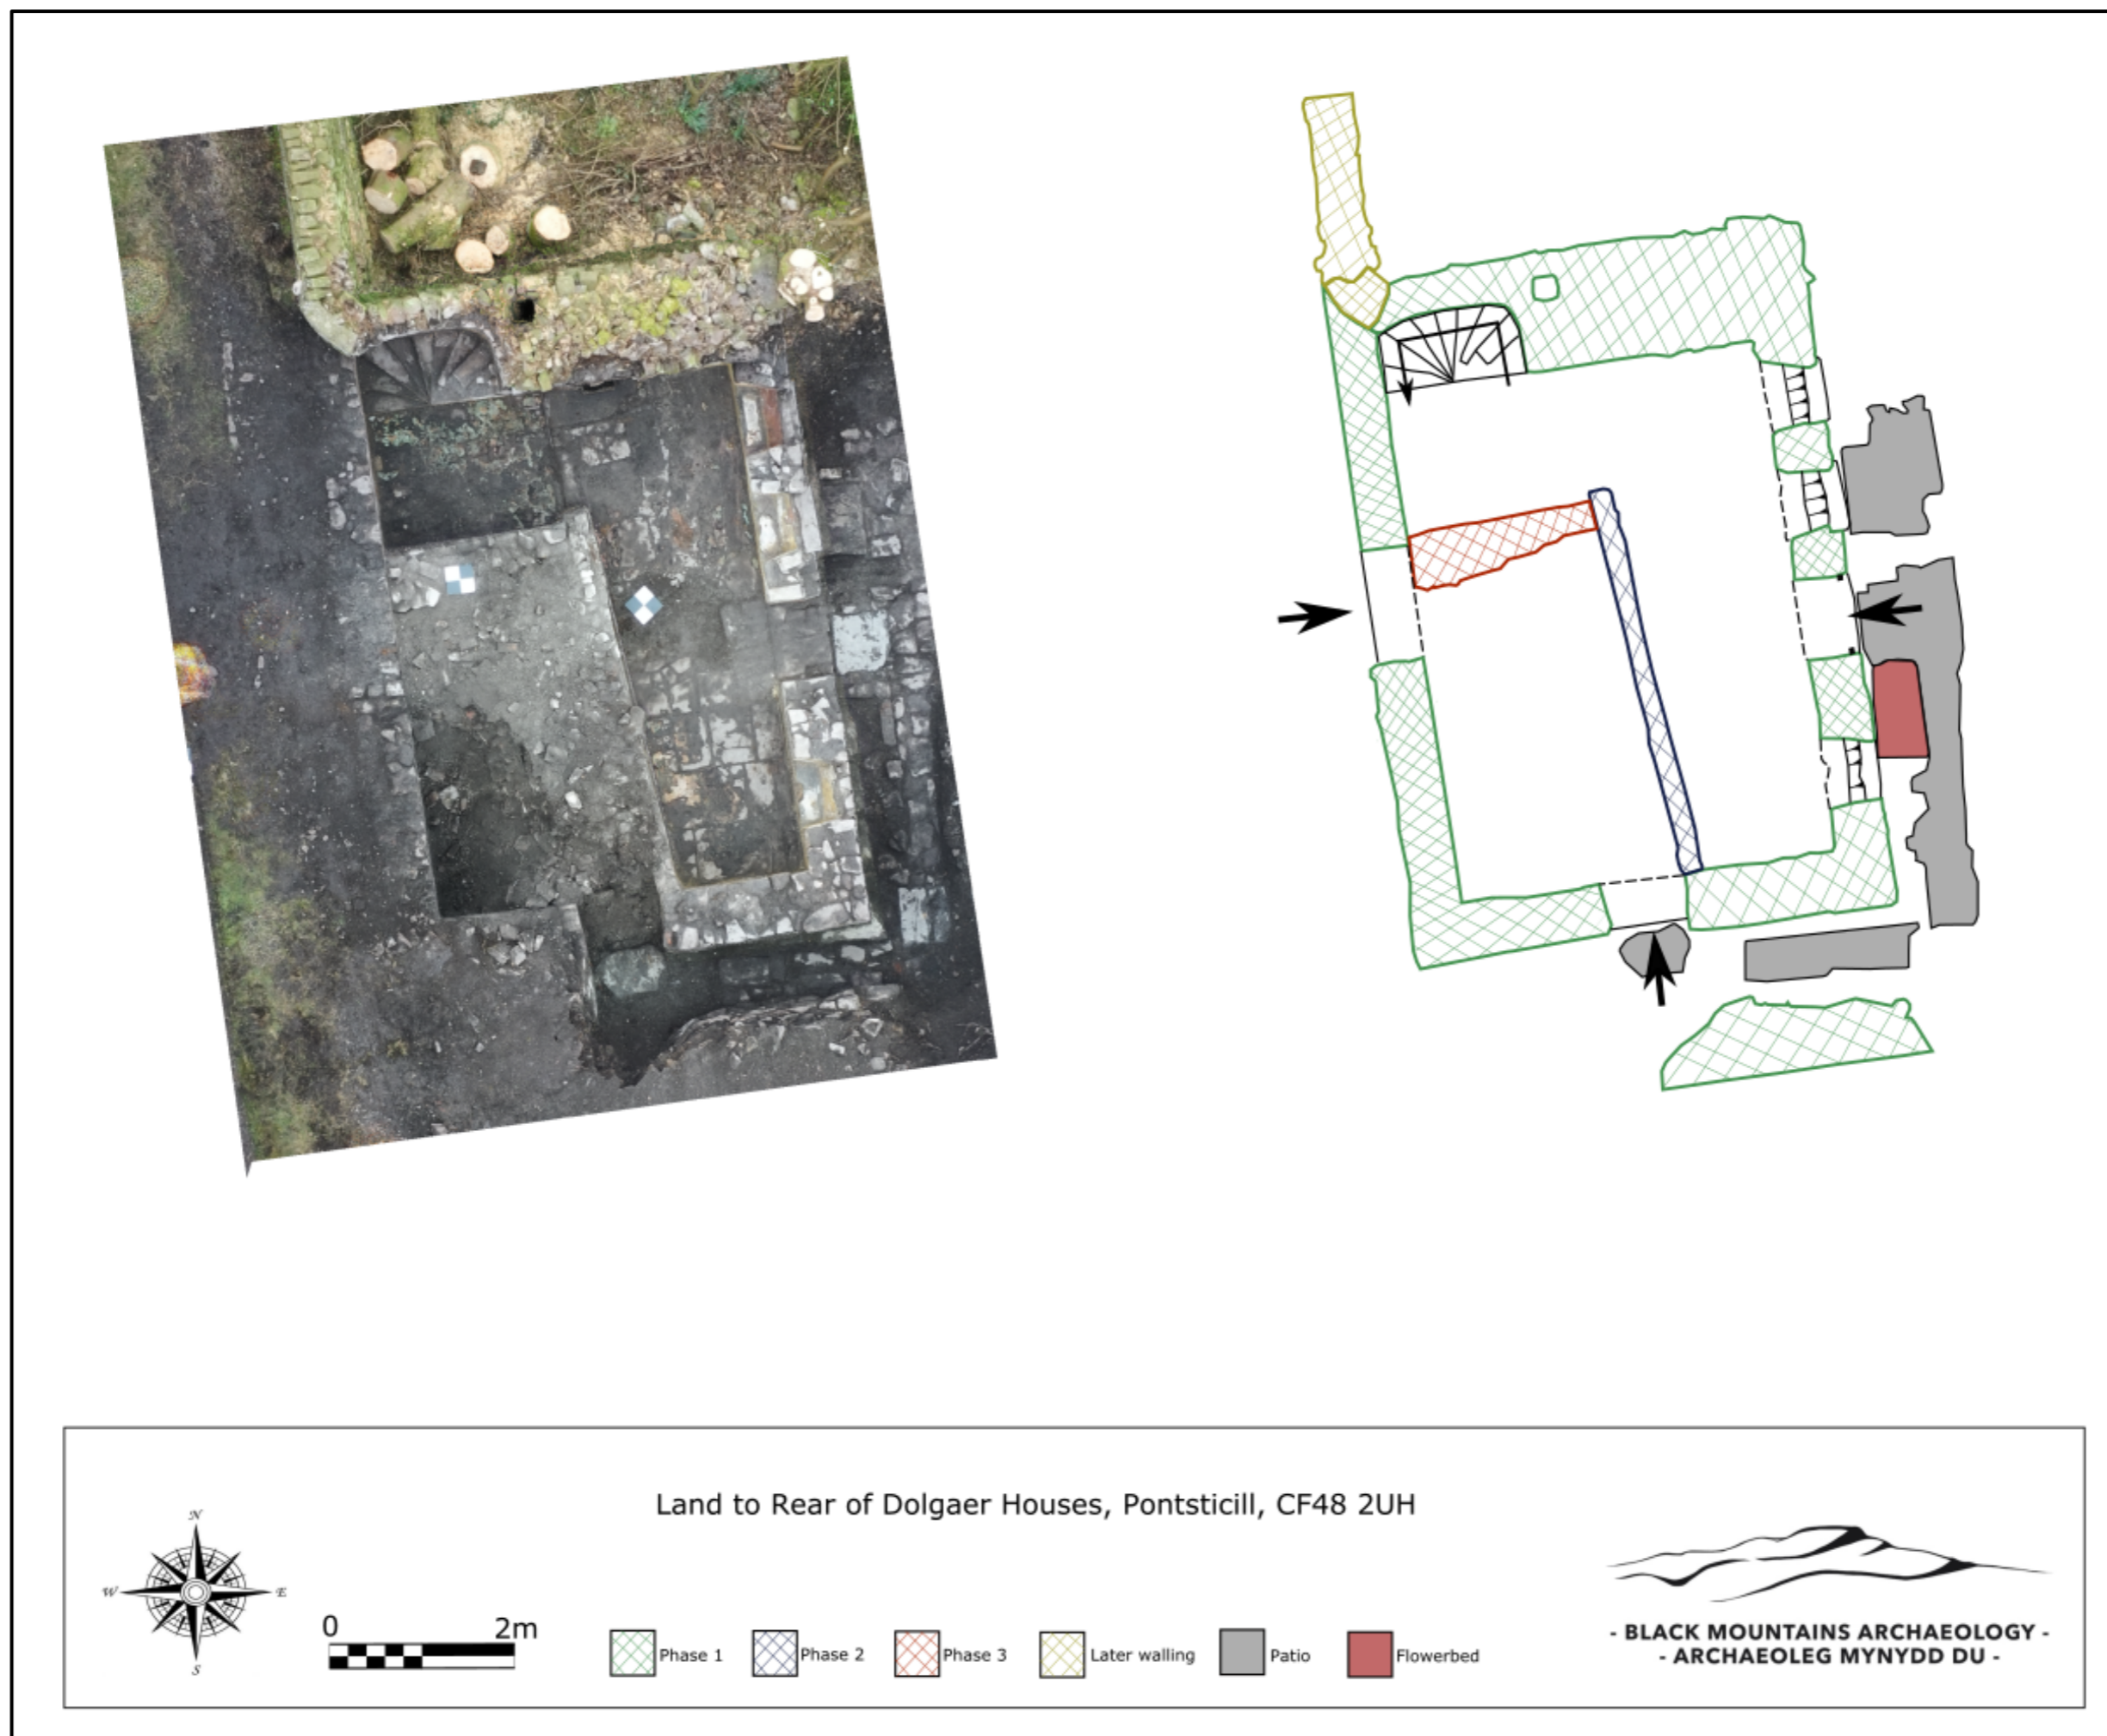 Land to Rear of Dolgaer Houses, Pontsticill, CF48 2UH
N
W
E
S
0 2m
Phase 1
Phase 2
Phase 3
Later walling
Patio
Flowerbed
- BLACK MOUNTAINS ARCHAEOLOGY -
- ARCHAEOLEG MYNYDD DU -